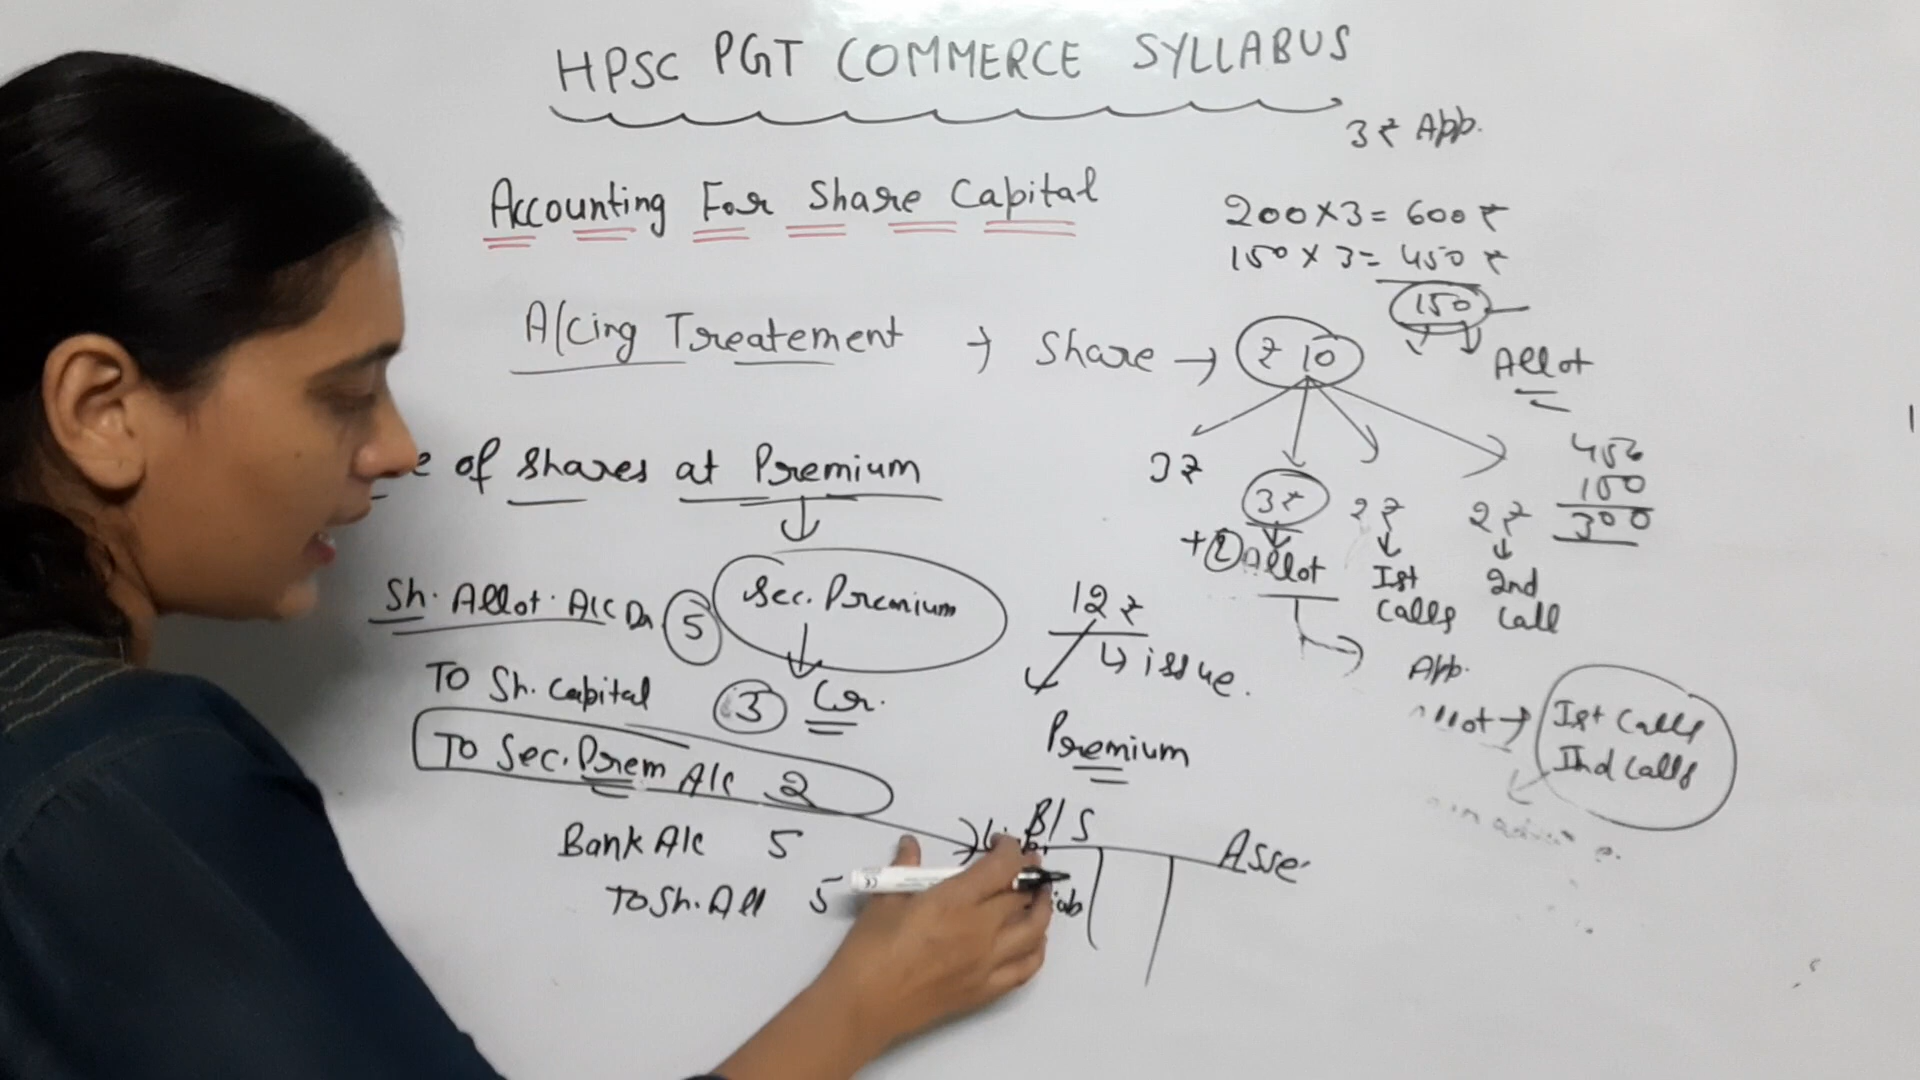 HPSC PGT COMMERCE SYLLABUS
3₹ App.
Accounting For Share Capital
200×3= 600₹
150×3= 450₹
150
Allot
A/cing Treatement → Share → ₹10
e of shares at Premium
3₹
3₹
2₹
2₹
+2 Allot
Ist Calls
2nd Call
100
300
Sec. Premium
Sh. Allot. A/c Dr 5
To Sh. Capital 3 Cr.
To Sec. Prem A/c 2
Bank A/c 5
To Sh. All 5
12₹
issue.
Premium
B/S
Asse
App.
llot → Ist Calls
IInd Calls